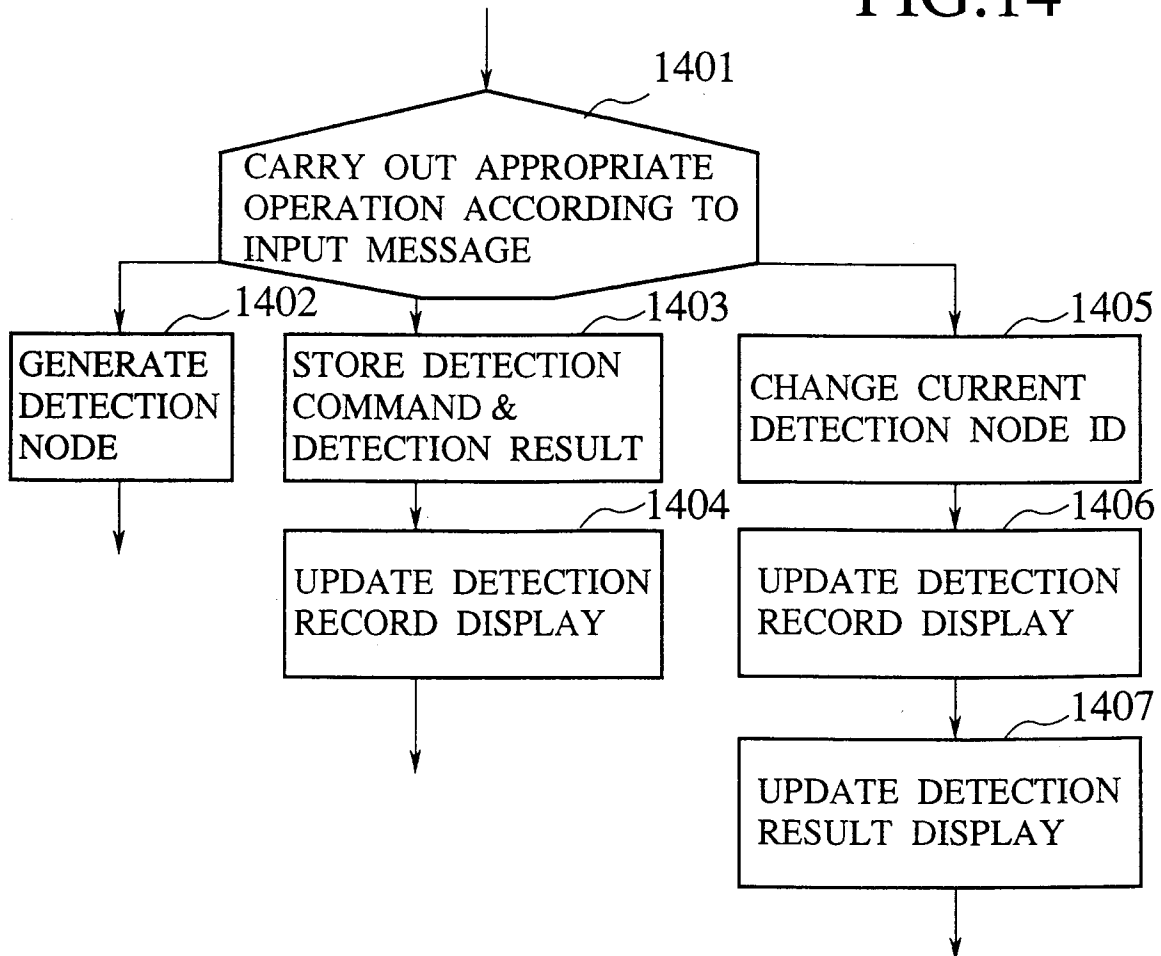 FIG.14
1401
CARRY OUT APPROPRIATE
OPERATION ACCORDING TO
INPUT MESSAGE
1402
GENERATE
DETECTION
NODE
1403
STORE DETECTION
COMMAND &
DETECTION RESULT
1404
UPDATE DETECTION
RECORD DISPLAY
1405
CHANGE CURRENT
DETECTION NODE ID
1406
UPDATE DETECTION
RECORD DISPLAY
1407
UPDATE DETECTION
RESULT DISPLAY